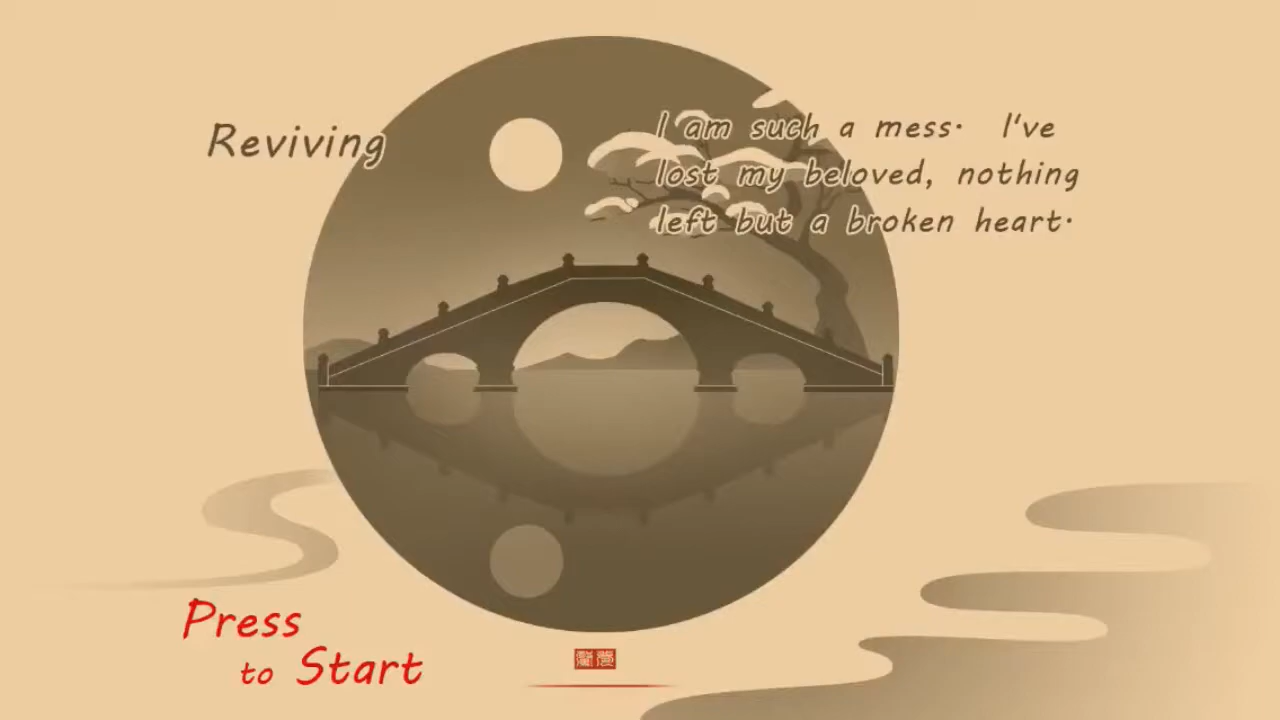 Reviving
I am such a mess. I've
lost my beloved, nothing
left but a broken heart.
Press
to Start